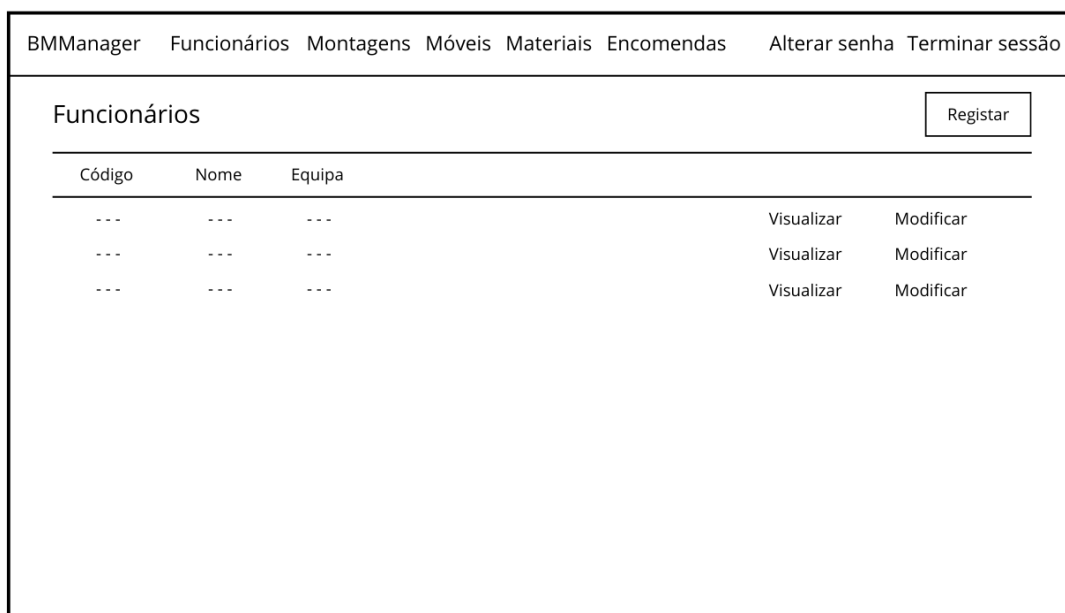 BMManager Funcionários Montagens Móveis Materiais Encomendas Alterar senha Terminar sessão
Funcionários Registar
Código Nome Equipa
--- --- --- Visualizar Modificar
--- --- --- Visualizar Modificar
--- --- --- Visualizar Modificar